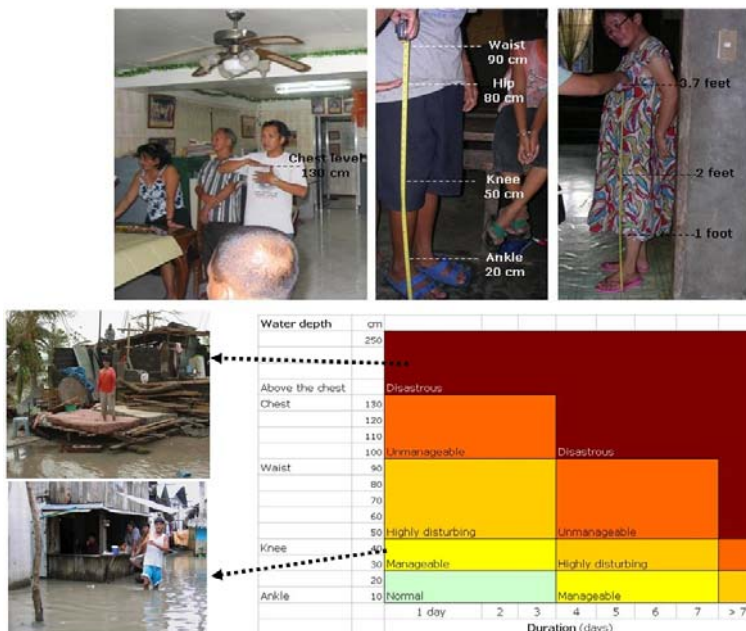 Chest level
130 cm
Waist
90 cm
Hip
80 cm
Knee
50 cm
Ankle
20 cm
3.7 feet
2 feet
1 foot
Water depth cm
250
Above the chest Disastrous
Chest 130
120
110
100 Unmanageable Disastrous
Waist 90
80
70
60
50 Highly disturbing Unmanageable
Knee 40
30 Manageable Highly disturbing
20
Ankle 10 Normal Manageable
1 day 2 3 4 5 6 7 > 7
Duration (days)